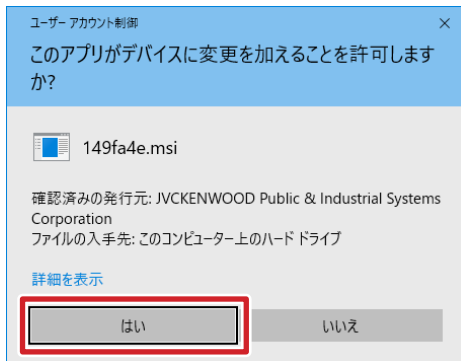 ユーザー アカウント制御
このアプリがデバイスに変更を加えることを許可します
か?
149fa4e.msi
確認済みの発行元: JVCKENWOOD Public & Industrial Systems
Corporation
ファイルの入手先: このコンピューター上のハード ドライブ
詳細を表示
はい
いいえ